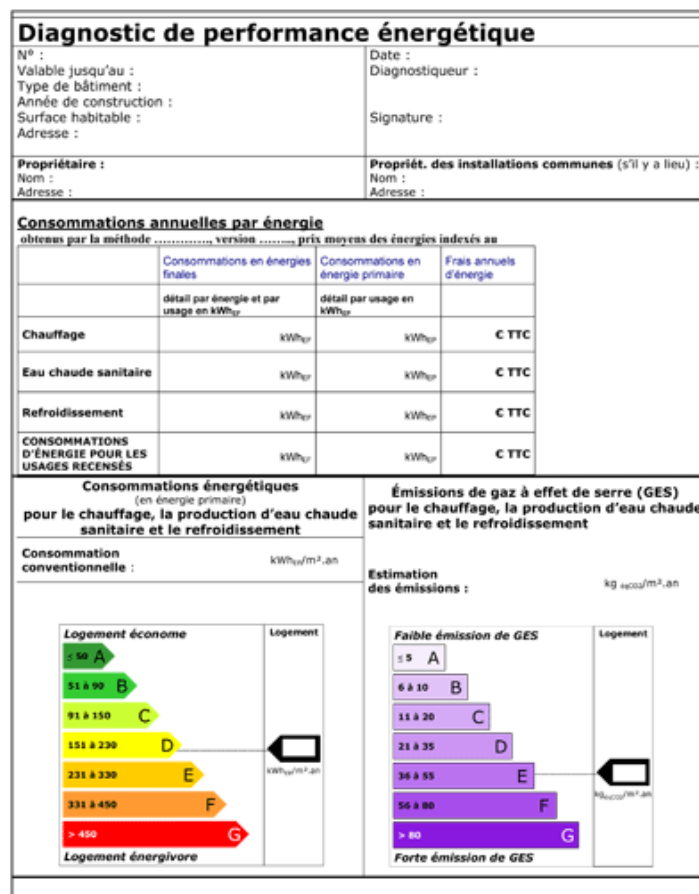 Diagnostic de performance énergétique
N° :
Valable jusqu'au :
Type de bâtiment :
Année de construction :
Surface habitable :
Adresse :
Date :
Diagnostiqueur :
Signature :
Propriétaire :
Nom :
Adresse :
Propriét. des installations communes (s'il y a lieu) :
Nom :
Adresse :
Consommations annuelles par énergie
obtenus par la méthode ............., version ........, prix moyens des énergies indexés au
Consommations en énergies
finales
Consommations en
énergie primaire
Frais annuels
d'énergie
détail par énergie et par
usage en kWhEF
détail par usage en
kWhEP
Chauffage kWhEF kWhEP € TTC
Eau chaude sanitaire kWhEF kWhEP € TTC
Refroidissement kWhEF kWhEP € TTC
CONSOMMATIONS
D'ÉNERGIE POUR LES
USAGES RECENSÉS
kWhEF kWhEP € TTC
Consommations énergétiques
(en énergie primaire)
pour le chauffage, la production d'eau chaude
sanitaire et le refroidissement
Consommation
conventionnelle :
kWhEP/m².an
Émissions de gaz à effet de serre (GES)
pour le chauffage, la production d'eau chaude
sanitaire et le refroidissement
Estimation
des émissions :
kg éqCO2/m².an
Logement économe
Logement
≤ 50 A
51 à 90 B
91 à 150 C
151 à 230 D
231 à 330 E
331 à 450 F
> 450 G
kWhEP/m².an
Logement énergivore
Faible émission de GES
Logement
≤ 5 A
6 à 10 B
11 à 20 C
21 à 35 D
36 à 55 E
56 à 80 F
> 80 G
kgéqCO2/m².an
Forte émission de GES